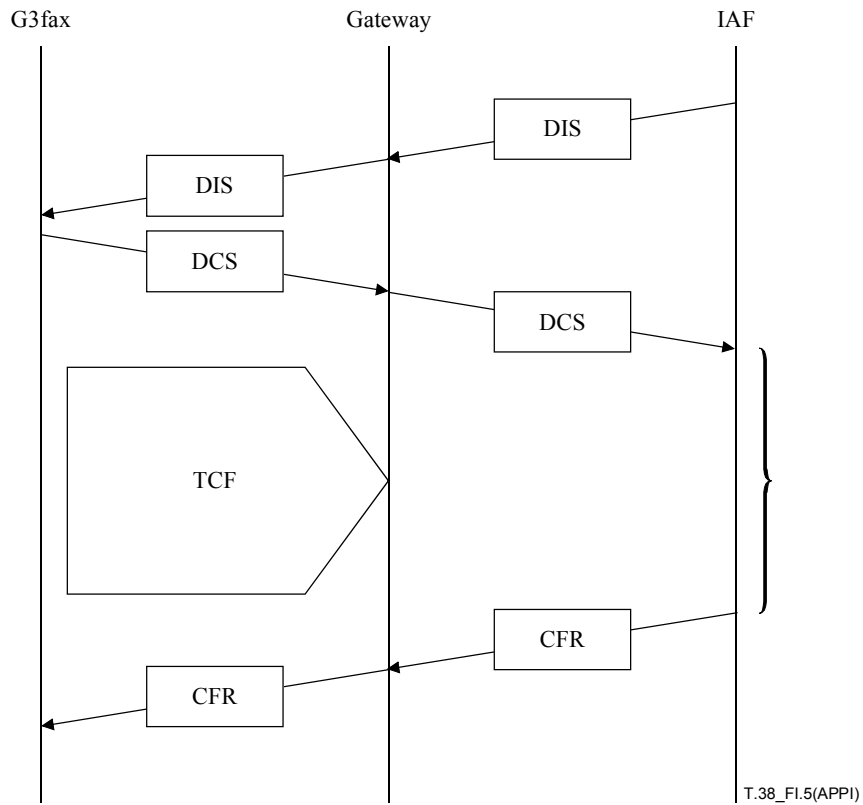 G3fax Gateway IAF
DIS
DIS
DCS
DCS
TCF
CFR
CFR
T.38_FI.5(APPI)